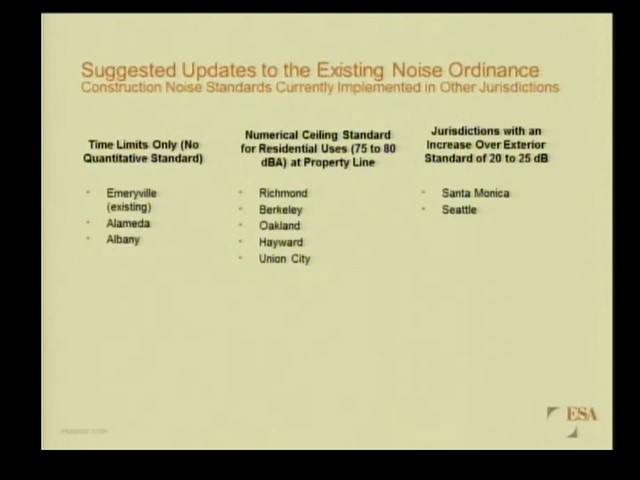 Suggested Updates to the Existing Noise Ordinance
Construction Noise Standards Currently Implemented in Other Jurisdictions
Time Limits Only (No
Quantitative Standard)
- Emeryville
(existing)
- Alameda
- Albany
Numerical Ceiling Standard
for Residential Uses (75 to 80
dBA) at Property Line
- Richmond
- Berkeley
- Oakland
- Hayward
- Union City
Jurisdictions with an
Increase Over Exterior
Standard of 20 to 25 dB
- Santa Monica
- Seattle
ESA